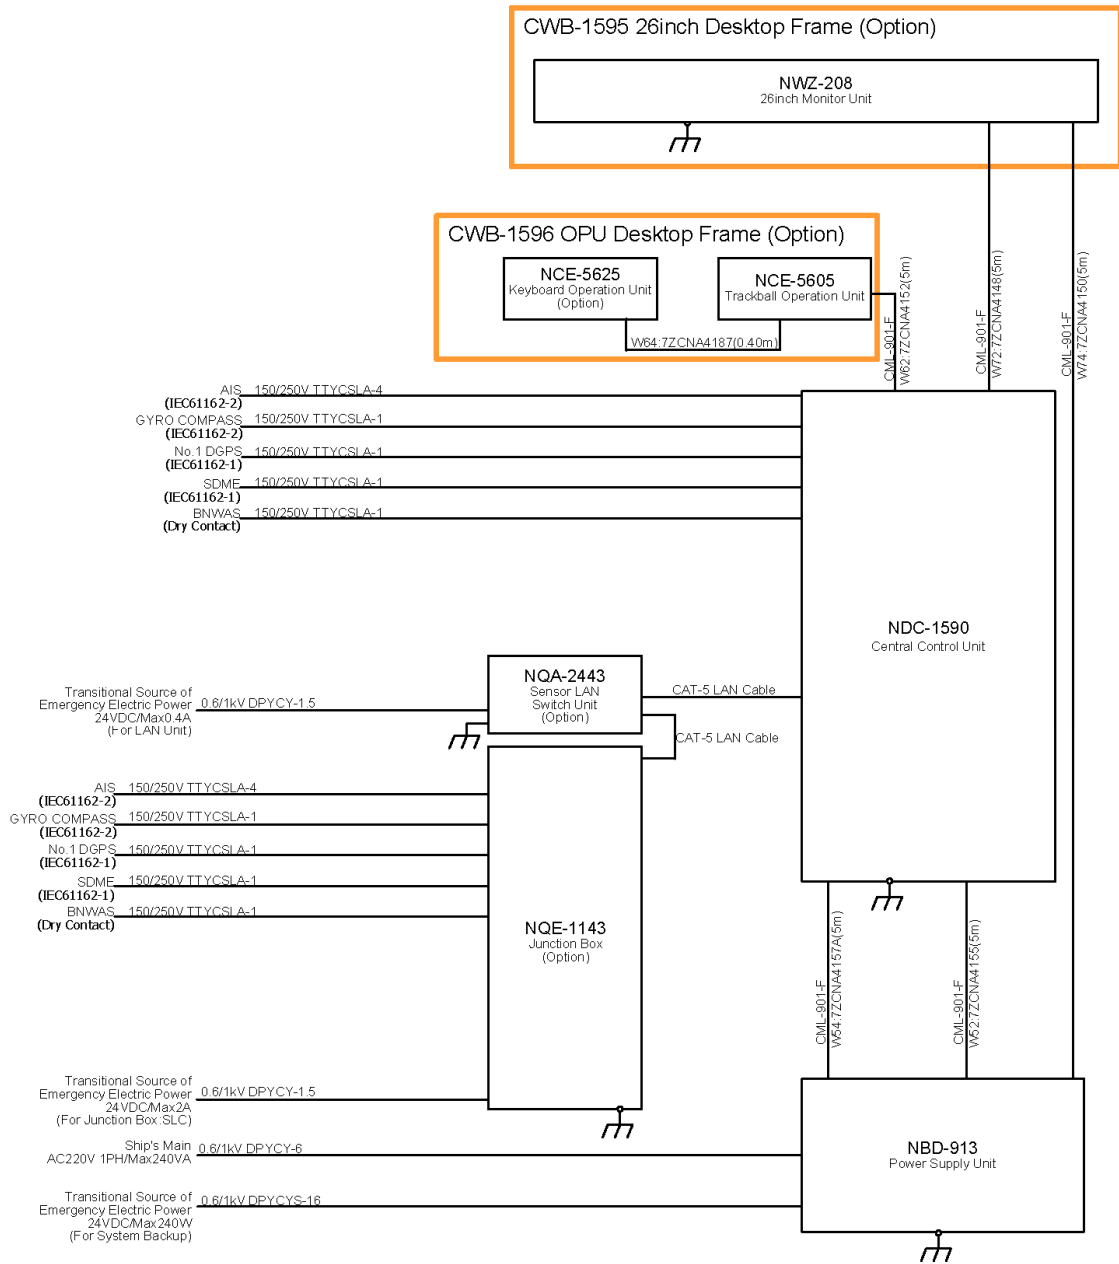 CWB-1595 26inch Desktop Frame (Option)
NWZ-208
26inch Monitor Unit
CWB-1596 OPU Desktop Frame (Option)
NCE-5625
Keyboard Operation Unit
(Option)
NCE-5605
Trackball Operation Unit
W64:7ZCNA4187(0.40m)
CML-901-F
W62:7ZCNA4152(5m)
CML-901-F
W72:7ZCNA4148(5m)
CML-901-F
W74:7ZCNA4150(5m)
AIS 150/250V TTYCSLA-4
(IEC61162-2)
GYRO COMPASS 150/250V TTYCSLA-1
(IEC61162-2)
No.1 DGPS 150/250V TTYCSLA-1
(IEC61162-1)
SDME 150/250V TTYCSLA-1
(IEC61162-1)
BNWAS 150/250V TTYCSLA-1
(Dry Contact)
NDC-1590
Central Control Unit
NQA-2443
Sensor LAN
Switch Unit
(Option)
CAT-5 LAN Cable
CAT-5 LAN Cable
Transitional Source of
Emergency Electric Power 0.6/1kV DPYCY-1.5
24VDC/Max0.4A
(For LAN Unit)
AIS 150/250V TTYCSLA-4
(IEC61162-2)
GYRO COMPASS 150/250V TTYCSLA-1
(IEC61162-2)
No.1 DGPS 150/250V TTYCSLA-1
(IEC61162-1)
SDME 150/250V TTYCSLA-1
(IEC61162-1)
BNWAS 150/250V TTYCSLA-1
(Dry Contact)
NQE-1143
Junction Box
(Option)
CML-901-F
W54:7ZCNA4157A(5m)
CML-901-F
W52:7ZCNA4155(5m)
Transitional Source of
Emergency Electric Power 0.6/1kV DPYCY-1.5
24VDC/Max2A
(For Junction Box:SLC)
Ship's Main 0.6/1kV DPYCY-6
AC220V 1PH/Max240VA
NBD-913
Power Supply Unit
Transitional Source of 0.6/1kV DPYCYS-16
Emergency Electric Power
24VDC/Max240W
(For System Backup)